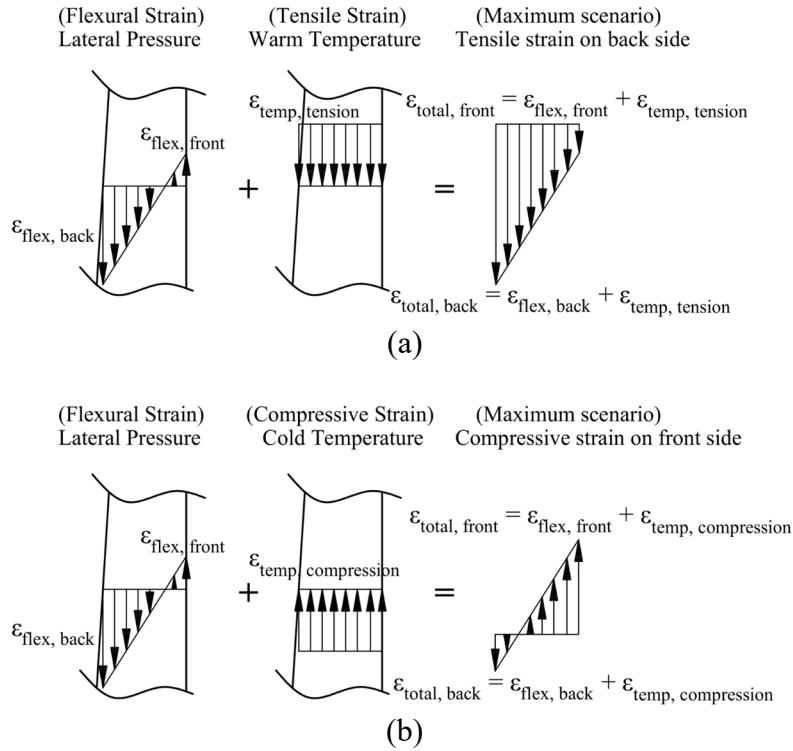 (Flexural Strain) (Tensile Strain) (Maximum scenario)
Lateral Pressure Warm Temperature Tensile strain on back side
εflex, front
εtemp, tension
εtotal, front = εflex, front + εtemp, tension
εflex, back
+
=
εtotal, back = εflex, back + εtemp, tension
(a)
(Flexural Strain) (Compressive Strain) (Maximum scenario)
Lateral Pressure Cold Temperature Compressive strain on front side
εtotal, front = εflex, front + εtemp, compression
εflex, front
εtemp, compression
+
=
εflex, back
εtotal, back = εflex, back + εtemp, compression
(b)